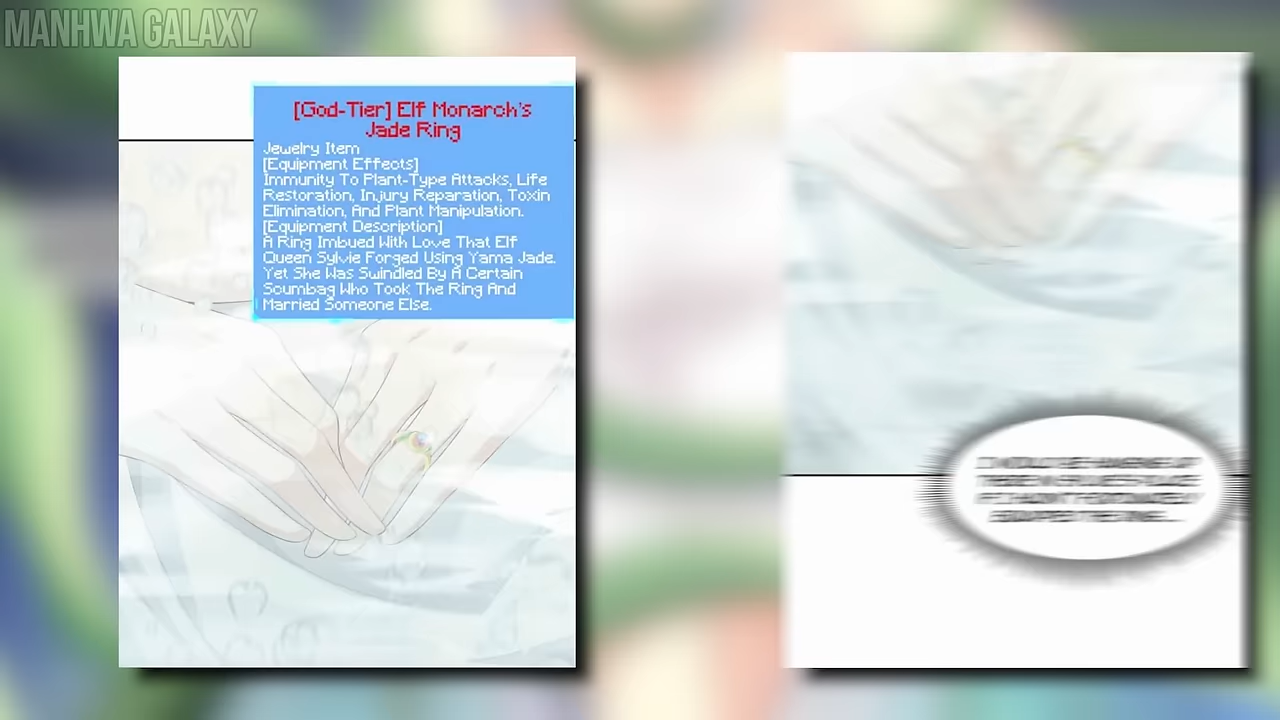 MANHWA GALAXY
[God-Tier] Elf Monarch's
Jade Ring
Jewelry Item
[Equipment Effects]
Immunity To Plant-Type Attacks, Life
Restoration, Injury Reparation, Toxin
Elimination, And Plant Manipulation.
[Equipment Description]
A Ring Imbued With Love That Elf
Queen Sylvie Forged Using Yama Jade.
Yet She Was Swindled By A Certain
Scumbag Who Took The Ring And
Married Someone Else.